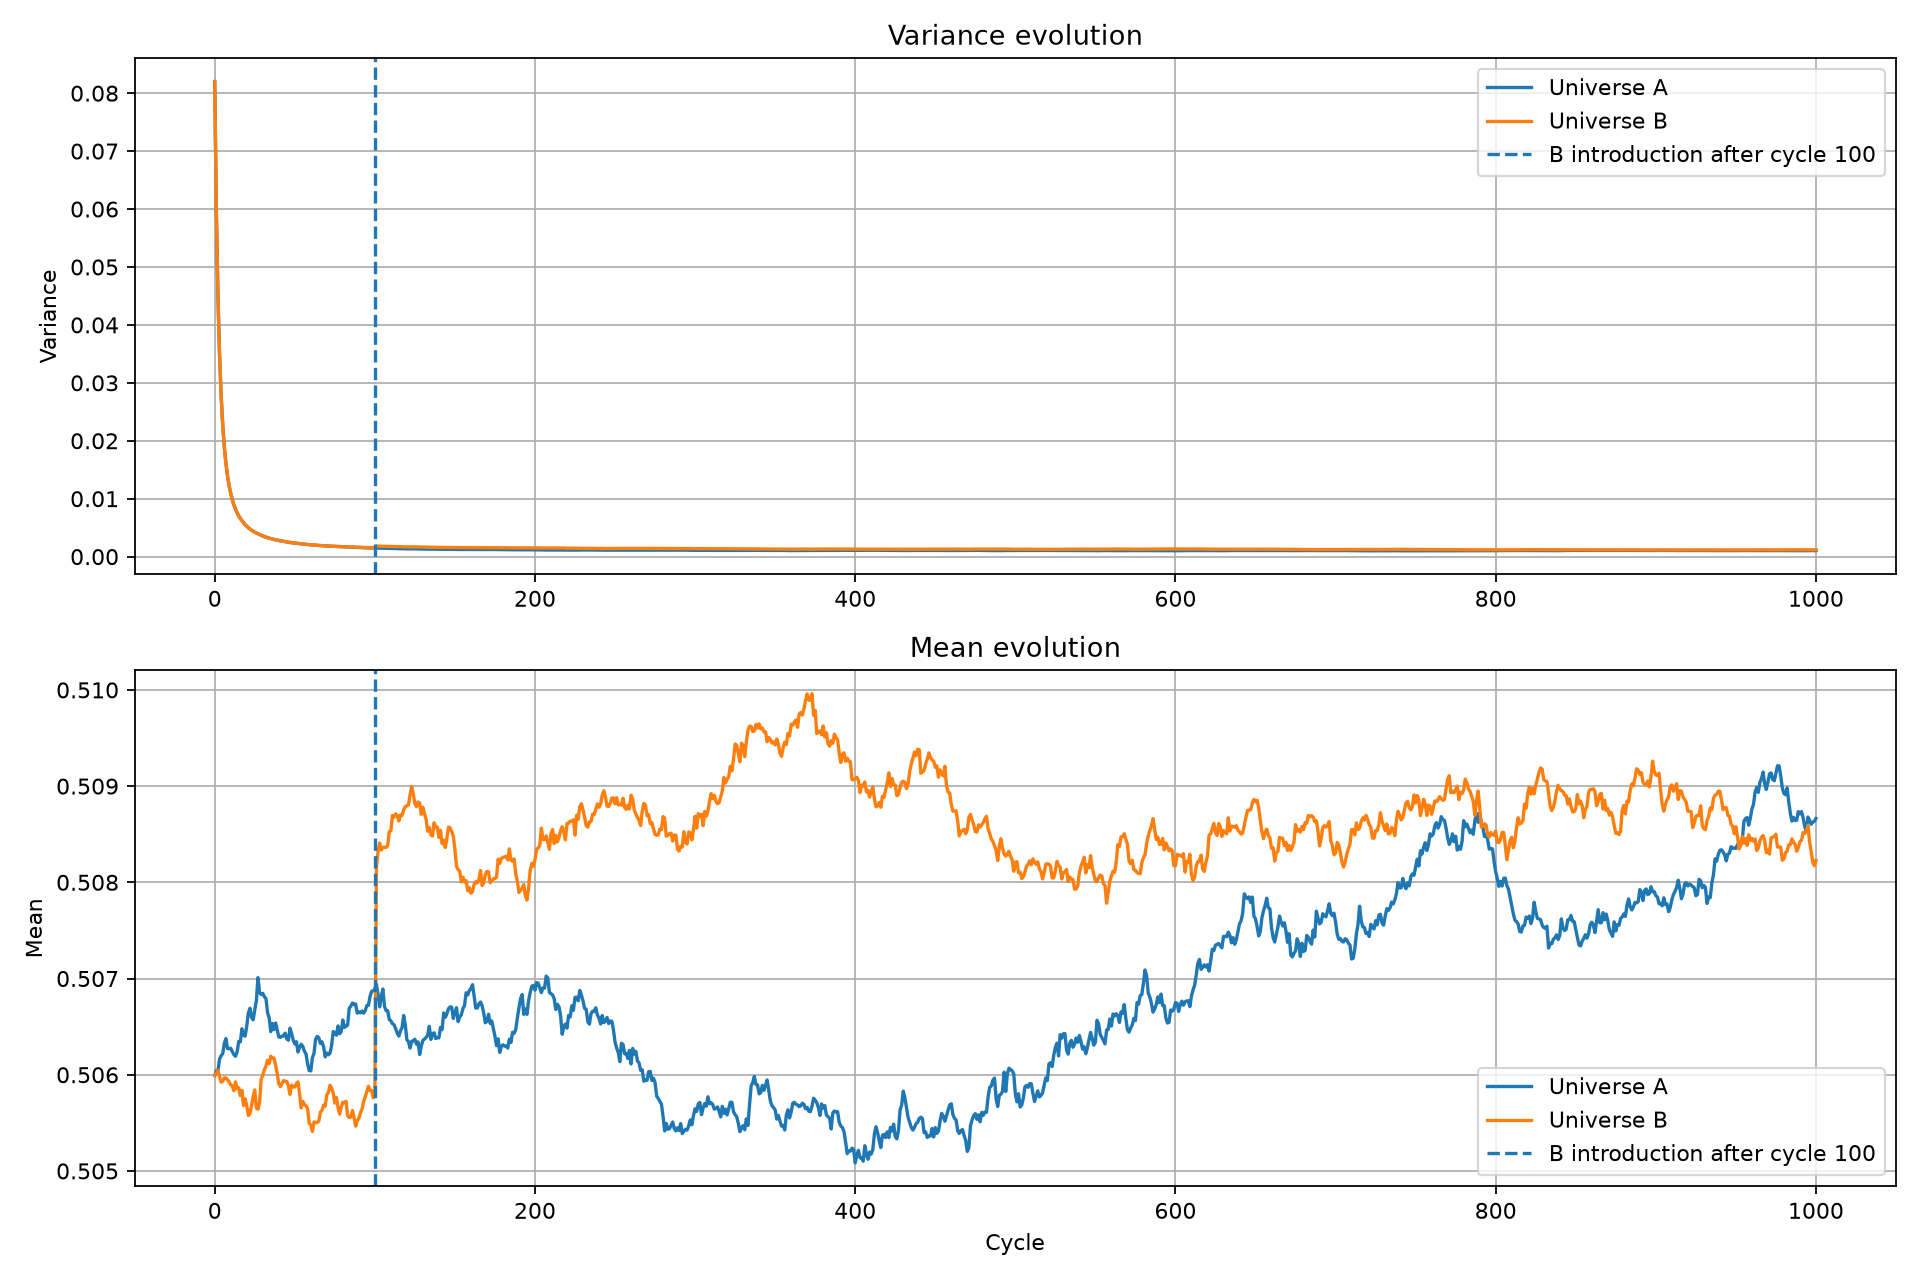 Variance evolution
Variance
0.08
0.07
0.06
0.05
0.04
0.03
0.02
0.01
0.00
0 200 400 600 800 1000
Universe A
Universe B
B introduction after cycle 100
Mean evolution
Mean
0.510
0.509
0.508
0.507
0.506
0.505
0 200 400 600 800 1000
Universe A
Universe B
B introduction after cycle 100
Cycle